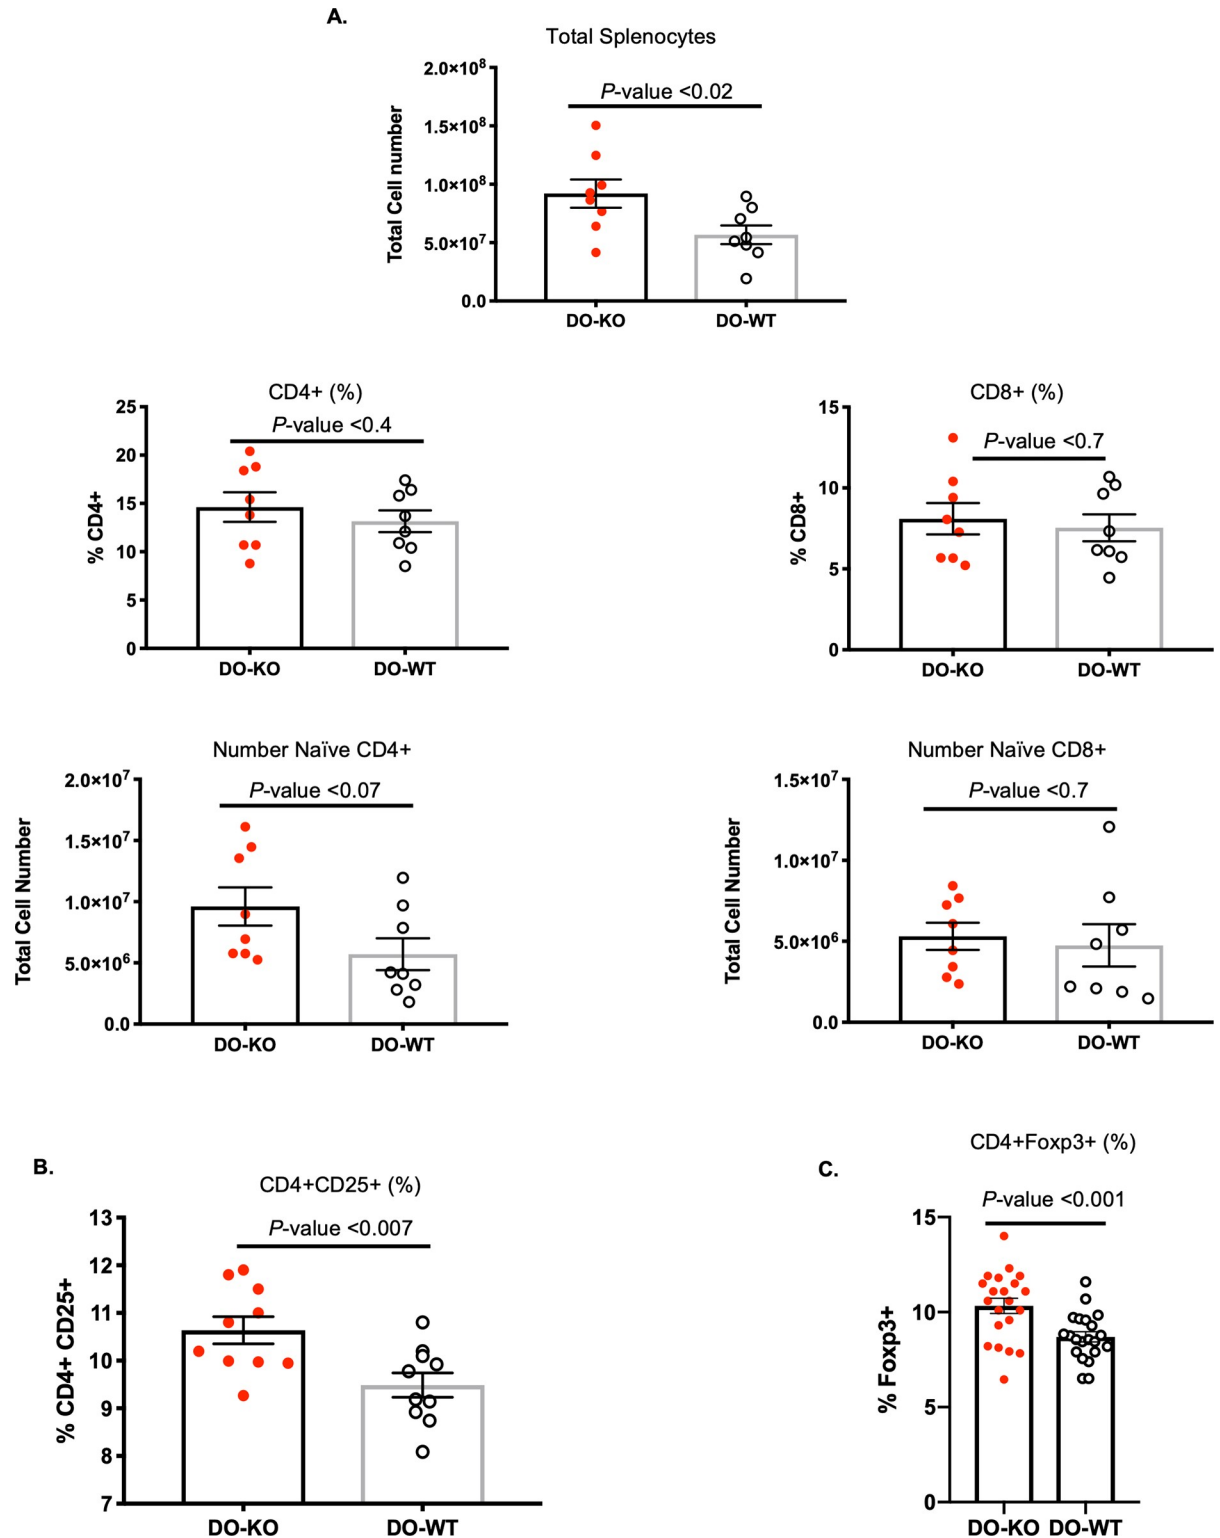 A.
Total Splenocytes
P-value <0.02
Total Cell number
2.0×10⁸
1.5×10⁸
1.0×10⁸
5.0×10⁷
0.0
DO-KO DO-WT
CD4+ (%)
P-value <0.4
% CD4+
25
20
15
10
5
0
DO-KO DO-WT
CD8+ (%)
P-value <0.7
% CD8+
15
10
5
0
DO-KO DO-WT
Number Naïve CD4+
P-value <0.07
Total Cell Number
2.0×10⁷
1.5×10⁷
1.0×10⁷
5.0×10⁶
0.0
DO-KO DO-WT
Number Naïve CD8+
P-value <0.7
Total Cell Number
1.5×10⁷
1.0×10⁷
5.0×10⁶
0.0
DO-KO DO-WT
B.
CD4+CD25+ (%)
P-value <0.007
% CD4+ CD25+
13
12
11
10
9
8
7
DO-KO DO-WT
C.
CD4+Foxp3+ (%)
P-value <0.001
% Foxp3+
15
10
5
0
DO-KO DO-WT